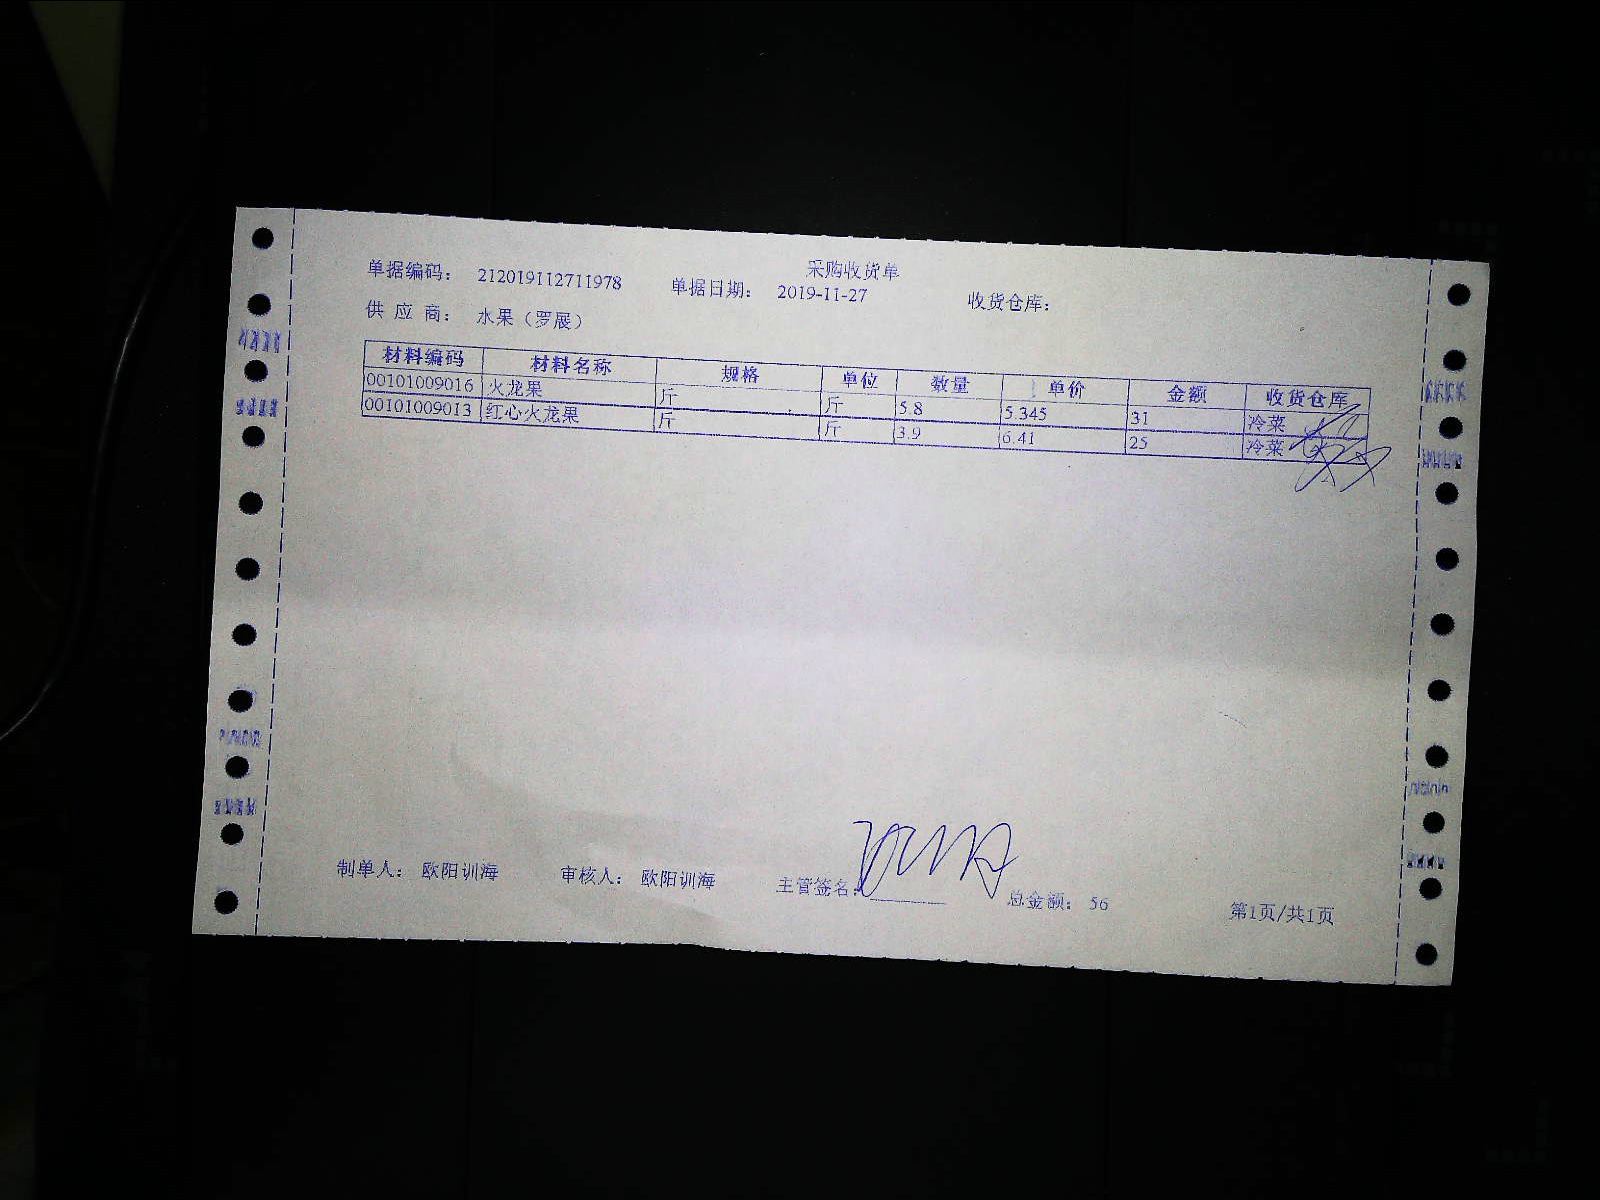 采购收货单
单据编码： 212019112711978 单据日期： 2019-11-27 收货仓库：
供 应 商： 水果（罗展）
材料编码 材料名称 规格 单位 数量 单价 金额 收货仓库
00101009016 火龙果 斤 斤 5.8 5.345 31 冷菜
00101009013 红心火龙果 斤 斤 3.9 6.41 25 冷菜
制单人： 欧阳训海 审核人： 欧阳训海 主管签名： 总金额： 56 第1页/共1页